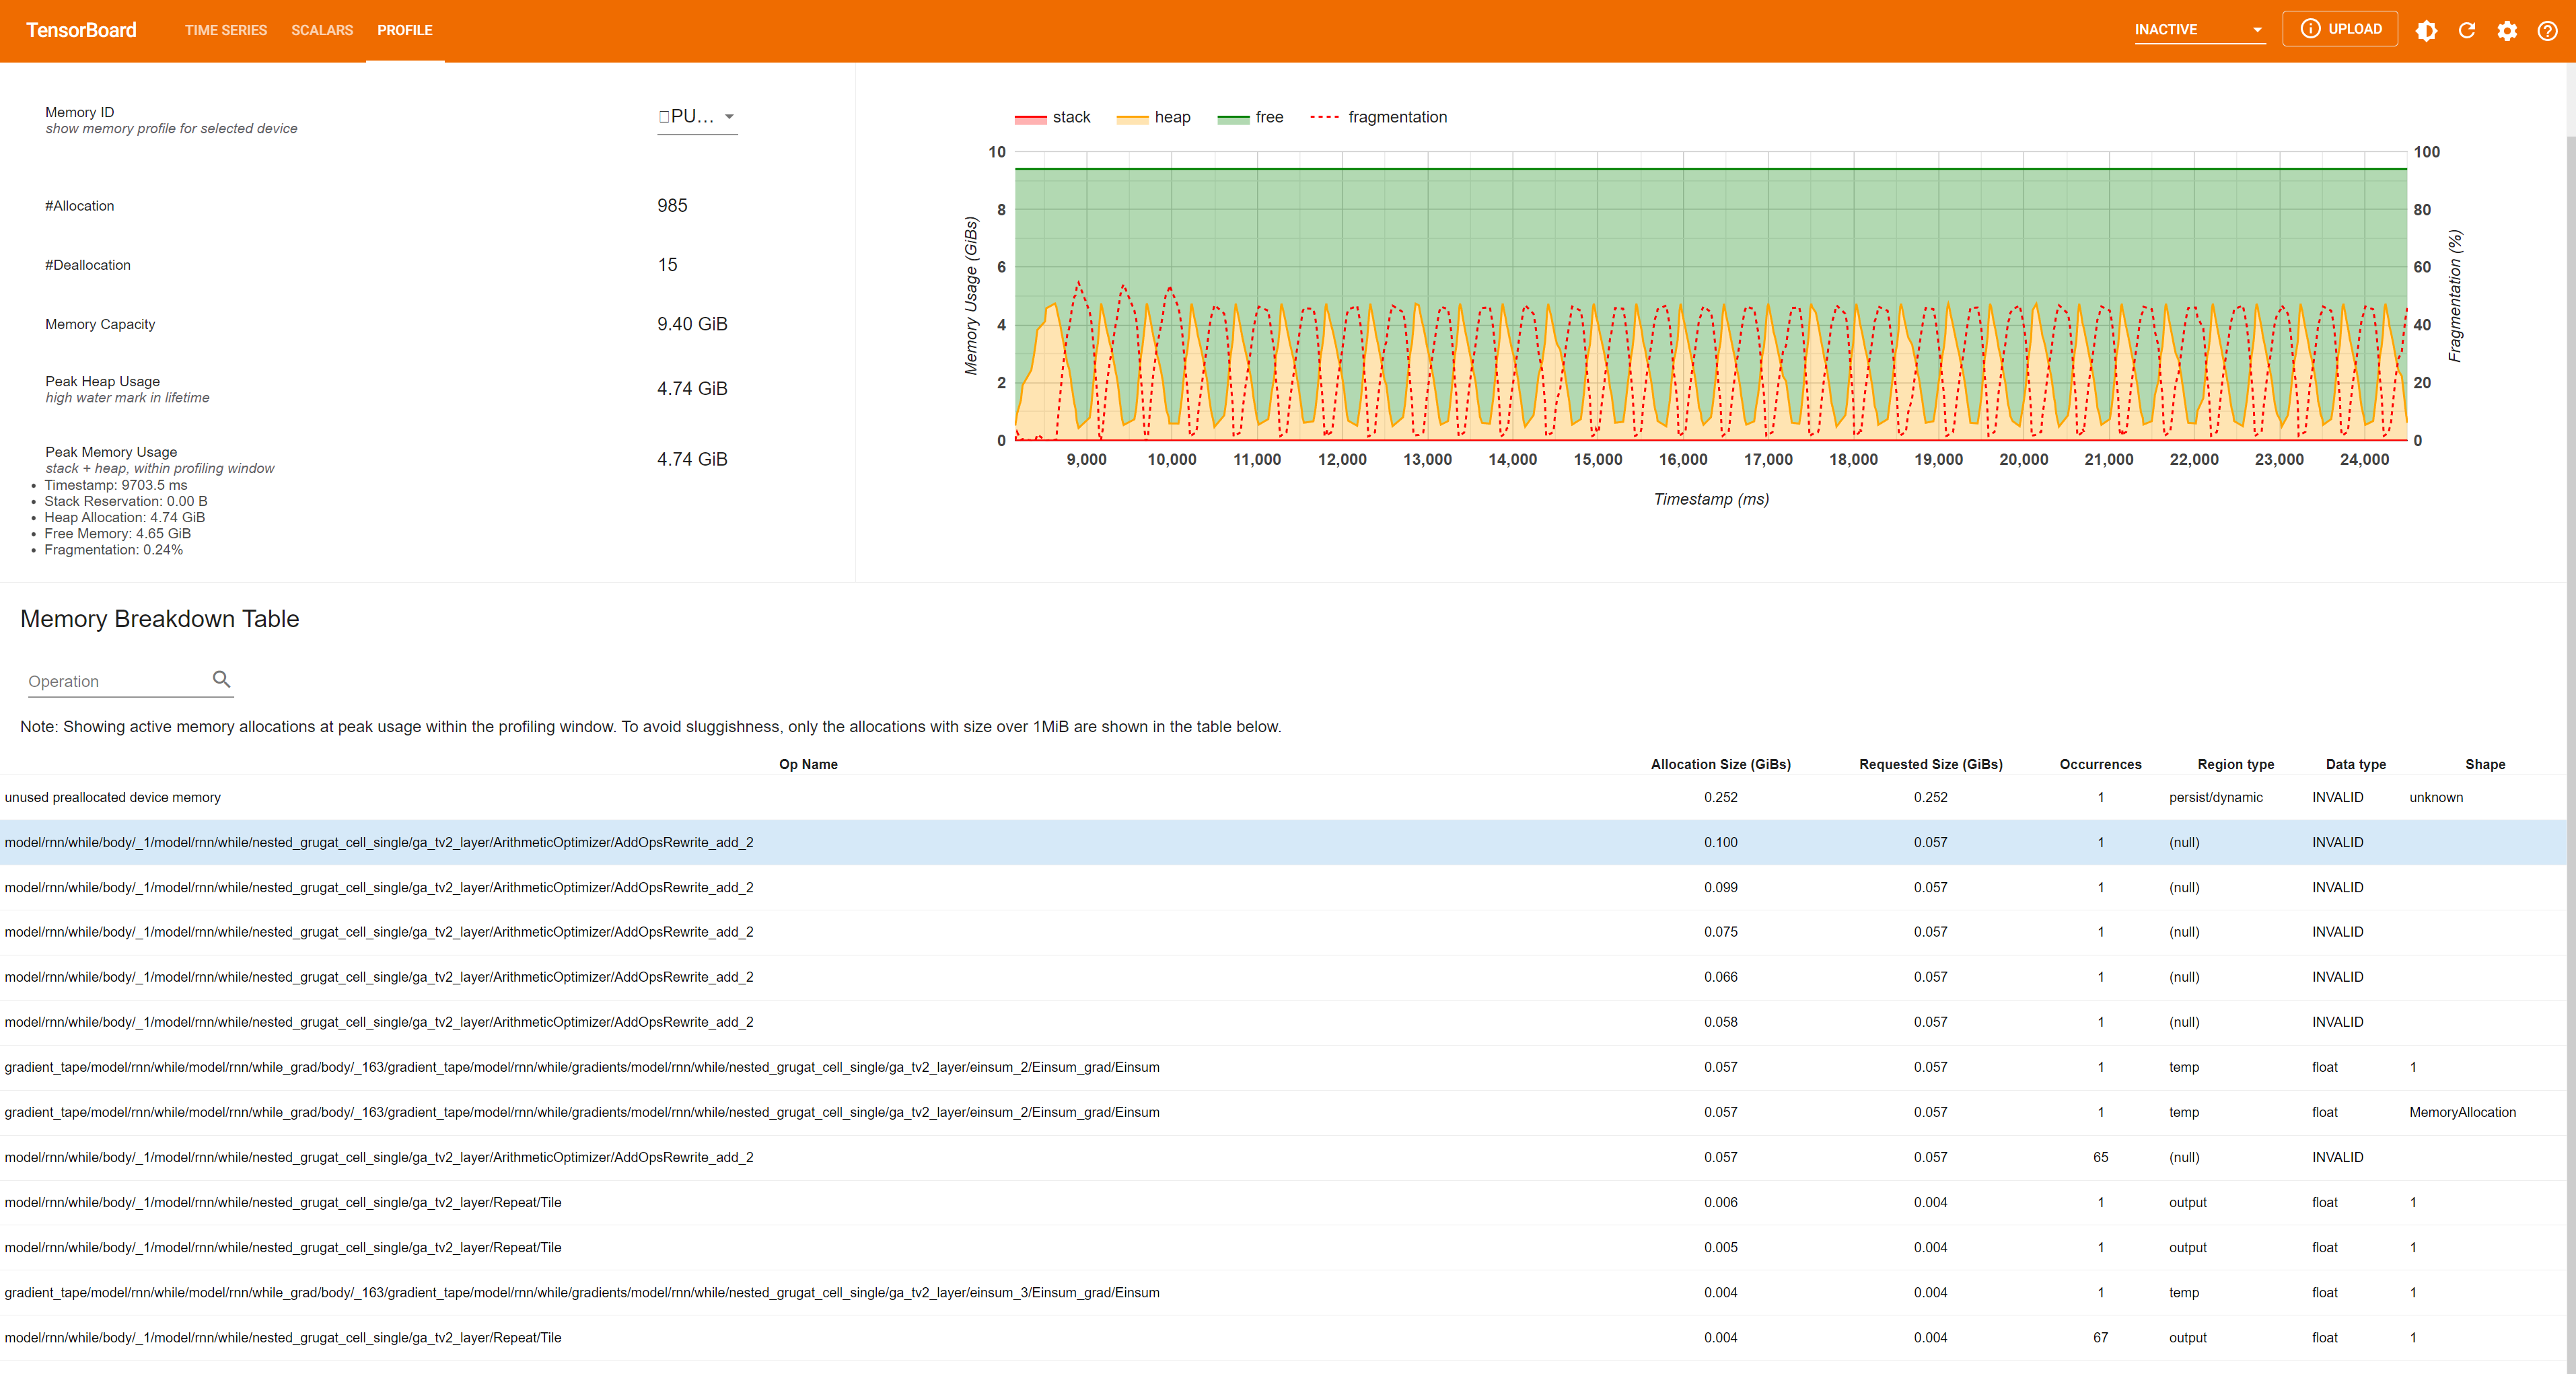 TensorBoard TIME SERIES SCALARS PROFILE INACTIVE UPLOAD
Memory ID
show memory profile for selected device
PU...
#Allocation 985
#Deallocation 15
Memory Capacity 9.40 GiB
Peak Heap Usage
high water mark in lifetime
4.74 GiB
Peak Memory Usage
stack + heap, within profiling window
4.74 GiB
• Timestamp: 9703.5 ms
• Stack Reservation: 0.00 B
• Heap Allocation: 4.74 GiB
• Free Memory: 4.65 GiB
• Fragmentation: 0.24%
stack heap free fragmentation
Memory Usage (GiBs)
10
8
6
4
2
0
100
80
60
40
20
0
Fragmentation (%)
9,000 10,000 11,000 12,000 13,000 14,000 15,000 16,000 17,000 18,000 19,000 20,000 21,000 22,000 23,000 24,000
Timestamp (ms)
Memory Breakdown Table
Operation
Note: Showing active memory allocations at peak usage within the profiling window. To avoid sluggishness, only the allocations with size over 1MiB are shown in the table below.
Op Name Allocation Size (GiBs) Requested Size (GiBs) Occurrences Region type Data type Shape
unused preallocated device memory 0.252 0.252 1 persist/dynamic INVALID unknown
model/rnn/while/body/_1/model/rnn/while/nested_grugat_cell_single/ga_tv2_layer/ArithmeticOptimizer/AddOpsRewrite_add_2 0.100 0.057 1 (null) INVALID
model/rnn/while/body/_1/model/rnn/while/nested_grugat_cell_single/ga_tv2_layer/ArithmeticOptimizer/AddOpsRewrite_add_2 0.099 0.057 1 (null) INVALID
model/rnn/while/body/_1/model/rnn/while/nested_grugat_cell_single/ga_tv2_layer/ArithmeticOptimizer/AddOpsRewrite_add_2 0.075 0.057 1 (null) INVALID
model/rnn/while/body/_1/model/rnn/while/nested_grugat_cell_single/ga_tv2_layer/ArithmeticOptimizer/AddOpsRewrite_add_2 0.066 0.057 1 (null) INVALID
model/rnn/while/body/_1/model/rnn/while/nested_grugat_cell_single/ga_tv2_layer/ArithmeticOptimizer/AddOpsRewrite_add_2 0.058 0.057 1 (null) INVALID
gradient_tape/model/rnn/while/model/rnn/while_grad/body/_163/gradient_tape/model/rnn/while/gradients/model/rnn/while/nested_grugat_cell_single/ga_tv2_layer/einsum_2/Einsum_grad/Einsum 0.057 0.057 1 temp float 1
gradient_tape/model/rnn/while/model/rnn/while_grad/body/_163/gradient_tape/model/rnn/while/gradients/model/rnn/while/nested_grugat_cell_single/ga_tv2_layer/einsum_2/Einsum_grad/Einsum 0.057 0.057 1 temp float MemoryAllocation
model/rnn/while/body/_1/model/rnn/while/nested_grugat_cell_single/ga_tv2_layer/ArithmeticOptimizer/AddOpsRewrite_add_2 0.057 0.057 65 (null) INVALID
model/rnn/while/body/_1/model/rnn/while/nested_grugat_cell_single/ga_tv2_layer/Repeat/Tile 0.006 0.004 1 output float 1
model/rnn/while/body/_1/model/rnn/while/nested_grugat_cell_single/ga_tv2_layer/Repeat/Tile 0.005 0.004 1 output float 1
gradient_tape/model/rnn/while/model/rnn/while_grad/body/_163/gradient_tape/model/rnn/while/gradients/model/rnn/while/nested_grugat_cell_single/ga_tv2_layer/einsum_3/Einsum_grad/Einsum 0.004 0.004 1 temp float 1
model/rnn/while/body/_1/model/rnn/while/nested_grugat_cell_single/ga_tv2_layer/Repeat/Tile 0.004 0.004 67 output float 1